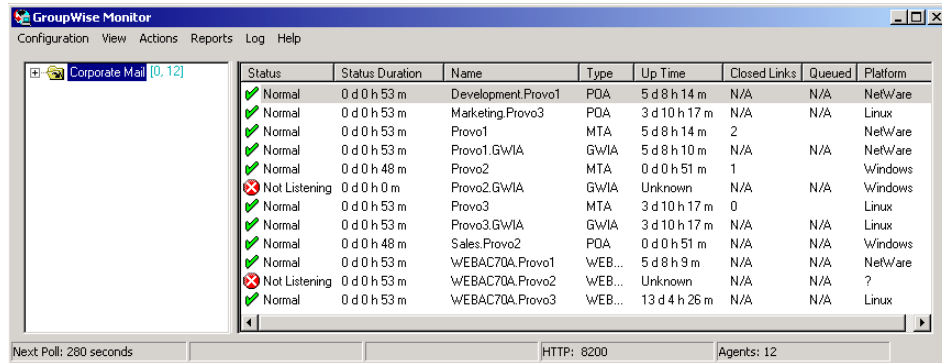 GroupWise Monitor
Configuration View Actions Reports Log Help
Corporate Mail [0, 12]
Status Status Duration Name Type Up Time Closed Links Queued Platform
Normal 0 d 0 h 53 m Development.Provo1 POA 5 d 8 h 14 m N/A N/A NetWare
Normal 0 d 0 h 53 m Marketing.Provo3 POA 3 d 10 h 17 m N/A N/A Linux
Normal 0 d 0 h 53 m Provo1 MTA 5 d 8 h 14 m 2 NetWare
Normal 0 d 0 h 53 m Provo1.GWIA GWIA 5 d 8 h 10 m N/A N/A NetWare
Normal 0 d 0 h 48 m Provo2 MTA 0 d 0 h 51 m 1 Windows
Not Listening 0 d 0 h 0 m Provo2.GWIA GWIA Unknown N/A N/A Windows
Normal 0 d 0 h 53 m Provo3 MTA 3 d 10 h 17 m 0 Linux
Normal 0 d 0 h 53 m Provo3.GWIA GWIA 3 d 10 h 17 m N/A N/A Linux
Normal 0 d 0 h 48 m Sales.Provo2 POA 0 d 0 h 51 m N/A N/A Windows
Normal 0 d 0 h 53 m WEBAC70A.Provo1 WEB... 5 d 8 h 9 m N/A N/A NetWare
Not Listening 0 d 0 h 53 m WEBAC70A.Provo2 WEB... Unknown N/A N/A ?
Normal 0 d 0 h 53 m WEBAC70A.Provo3 WEB... 13 d 4 h 26 m N/A N/A Linux
Next Poll: 280 seconds HTTP: 8200 Agents: 12